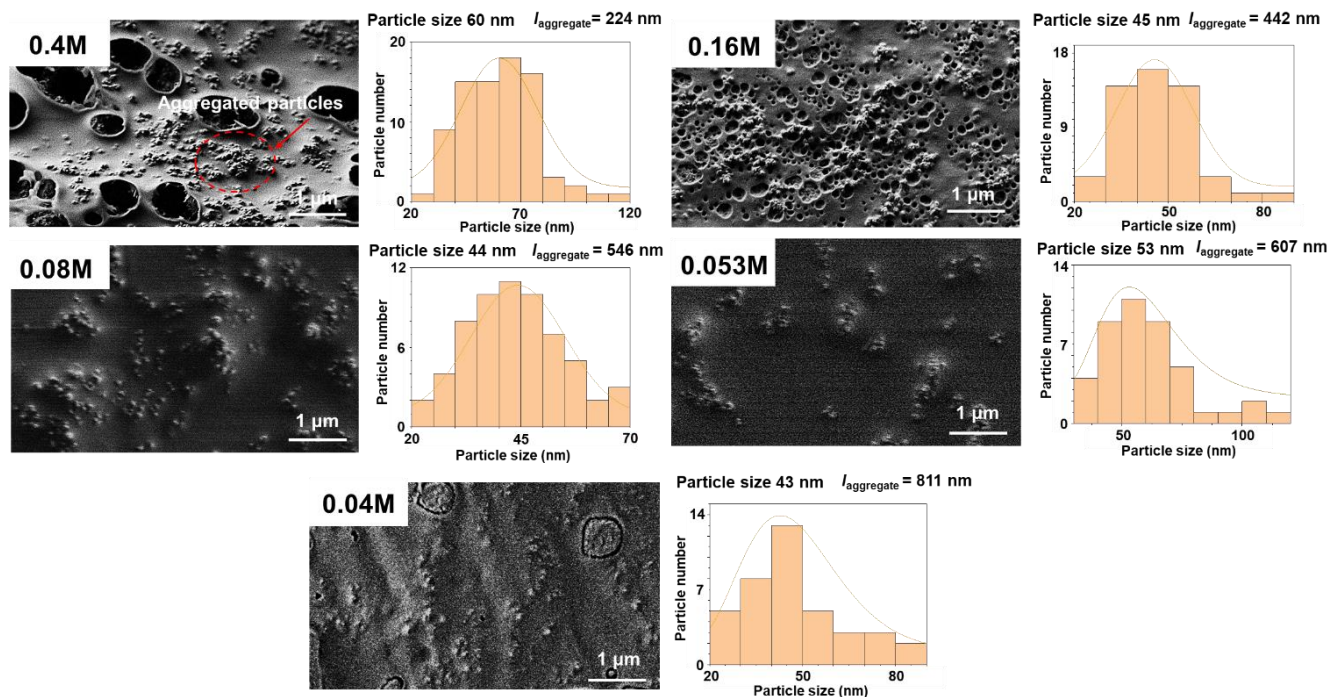 0.4M
Aggregated particles
1 μm
Particle size 60 nm laggregate = 224 nm
Particle number
20
10
0
20 70 120
Particle size (nm)
0.16M
1 μm
Particle size 45 nm laggregate = 442 nm
Particle number
18
9
0
20 50 80
Particle size (nm)
0.08M
1 μm
Particle size 44 nm laggregate = 546 nm
Particle number
12
6
0
20 45 70
Particle size (nm)
0.053M
1 μm
Particle size 53 nm laggregate = 607 nm
Particle number
14
7
0
50 100
Particle size (nm)
0.04M
1 μm
Particle size 43 nm laggregate = 811 nm
Particle number
14
7
0
20 50 80
Particle size (nm)